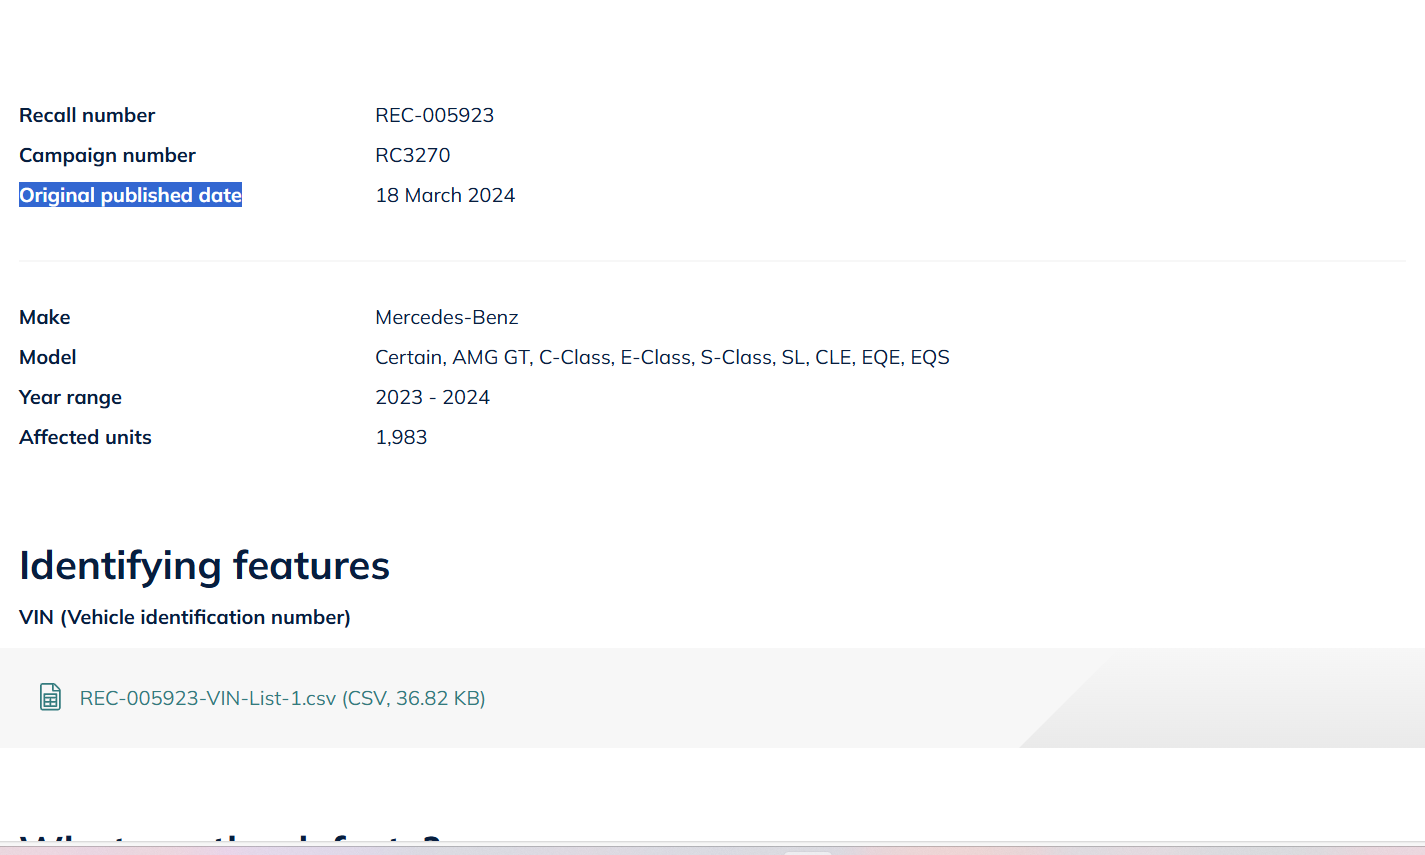 Recall number REC-005923
Campaign number RC3270
Original published date 18 March 2024
Make Mercedes-Benz
Model Certain, AMG GT, C-Class, E-Class, S-Class, SL, CLE, EQE, EQS
Year range 2023 - 2024
Affected units 1,983
Identifying features
VIN (Vehicle identification number)
REC-005923-VIN-List-1.csv (CSV, 36.82 KB)